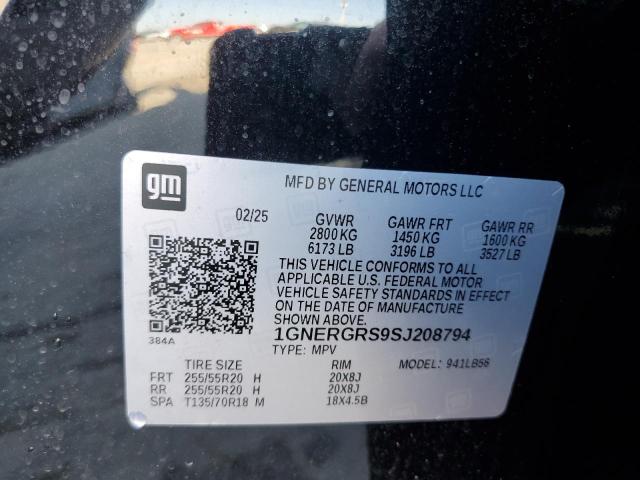 gm
MFD BY GENERAL MOTORS LLC
02/25 GVWR GAWR FRT GAWR RR
2800 KG 1450 KG 1600 KG
6173 LB 3196 LB 3527 LB
THIS VEHICLE CONFORMS TO ALL
APPLICABLE U.S. FEDERAL MOTOR
VEHICLE SAFETY STANDARDS IN EFFECT
ON THE DATE OF MANUFACTURE
SHOWN ABOVE.
384A
1GNERGRS9SJ208794
TYPE: MPV MODEL: 941LB56
TIRE SIZE RIM
FRT 255/55R20 H 20X8J
RR 255/55R20 H 20X8J
SPA T135/70R18 M 18X4.5B